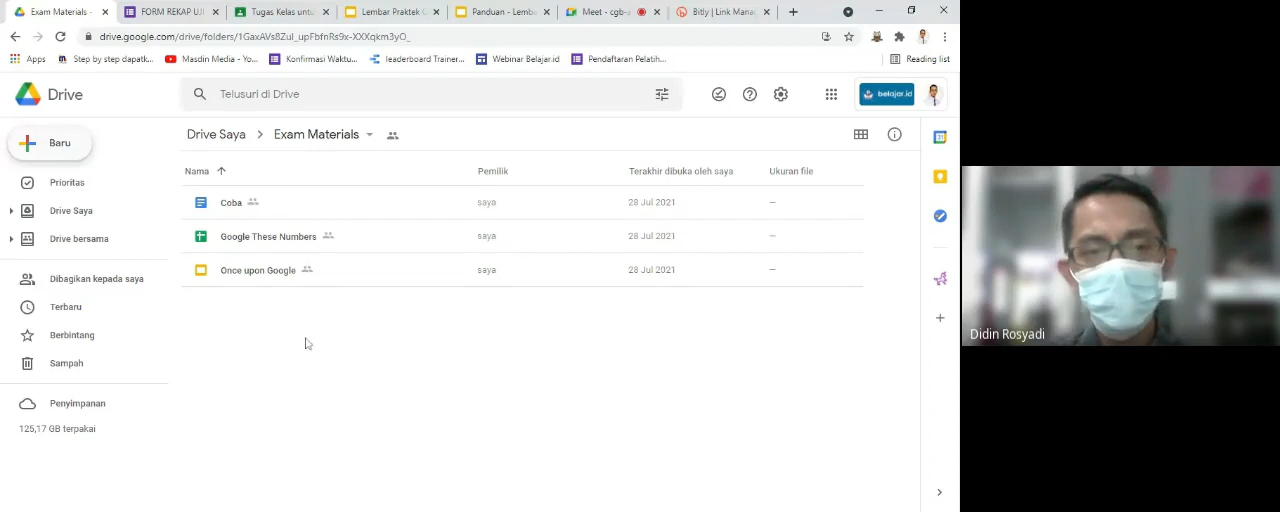 Exam Materials -
FORM REKAP UJI
Tugas Kelas untu
Lembar Praktek G
Panduan - Lemba
Meet - cgb-a
Bitly | Link Mana
drive.google.com/drive/folders/1GaxAVs8ZuI_upFbfnRs9x-XXXqkm3yO_
Apps
Step by step dapatk...
Masdin Media - Yo...
Konfirmasi Waktu...
leaderboard Trainer...
Webinar Belajar.id
Pendaftaran Pelatih...
Reading list
Drive
Telusuri di Drive
belajar.id
Baru
Drive Saya
Exam Materials
Nama
Pemilik
Terakhir dibuka oleh saya
Ukuran file
Prioritas
Coba
saya
28 Jul 2021
—
Drive Saya
Google These Numbers
saya
28 Jul 2021
—
Drive bersama
Once upon Google
saya
28 Jul 2021
—
Dibagikan kepada saya
Terbaru
Berbintang
Sampah
Penyimpanan
125,17 GB terpakai
Didin Rosyadi